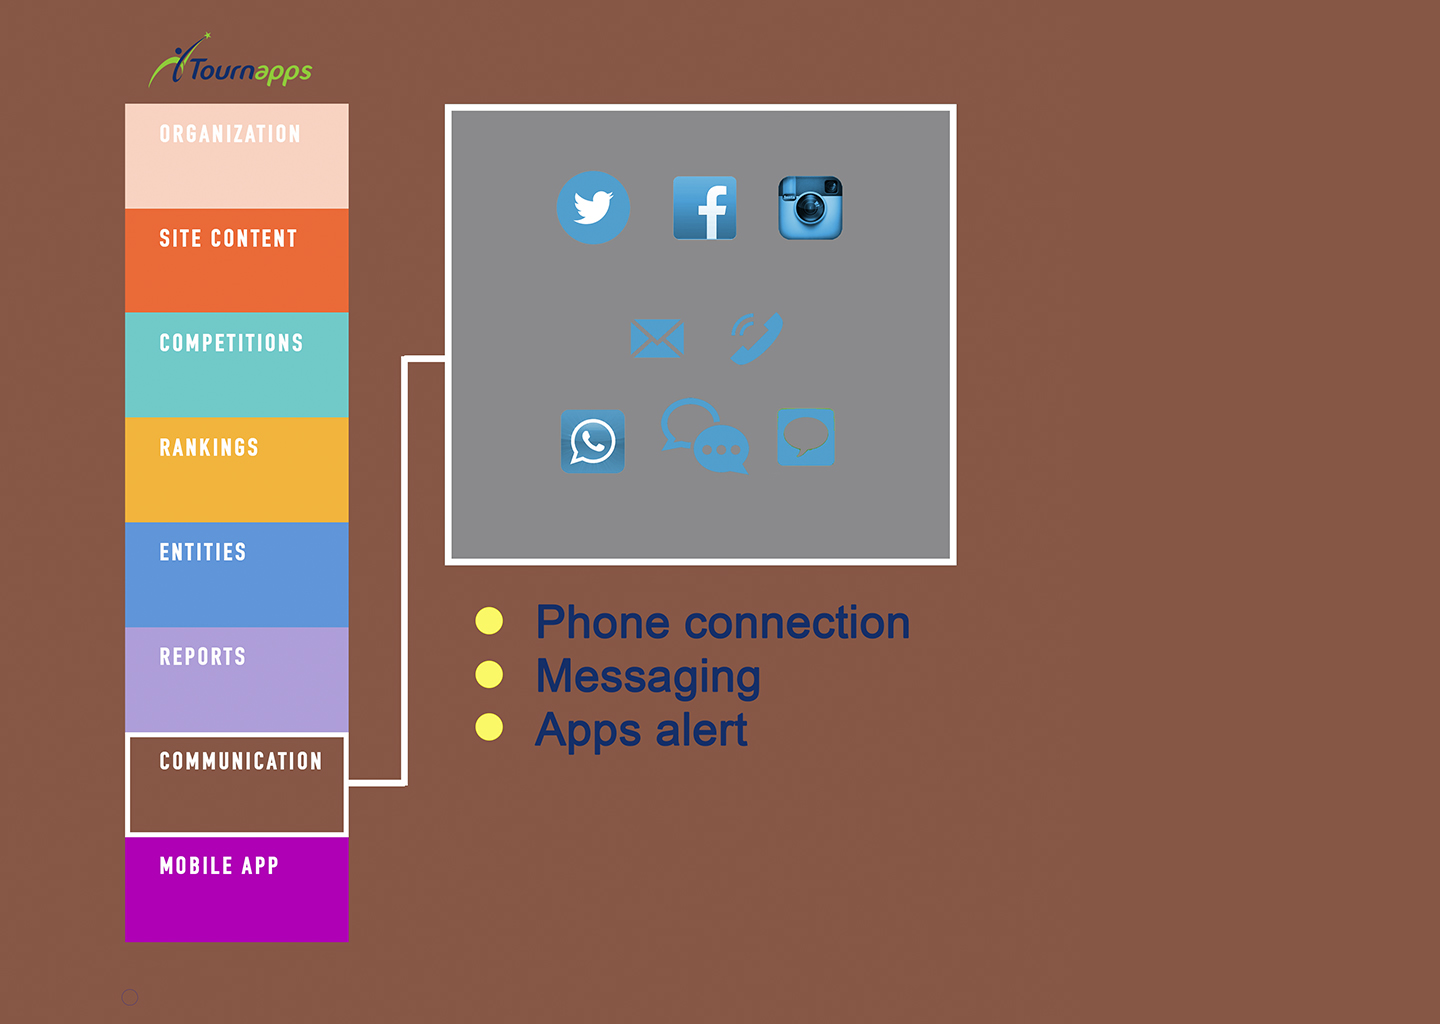 Tournapps
ORGANIZATION
SITE CONTENT
COMPETITIONS
RANKINGS
ENTITIES
REPORTS
COMMUNICATION
MOBILE APP
Phone connection
Messaging
Apps alert